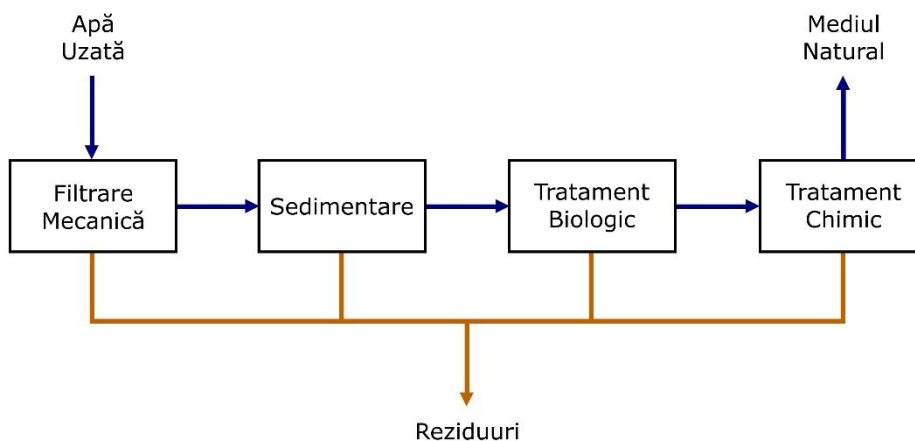 Apă
Uzată
Mediul
Natural
Filtrare
Mecanică
Sedimentare
Tratament
Biologic
Tratament
Chimic
Reziduuri